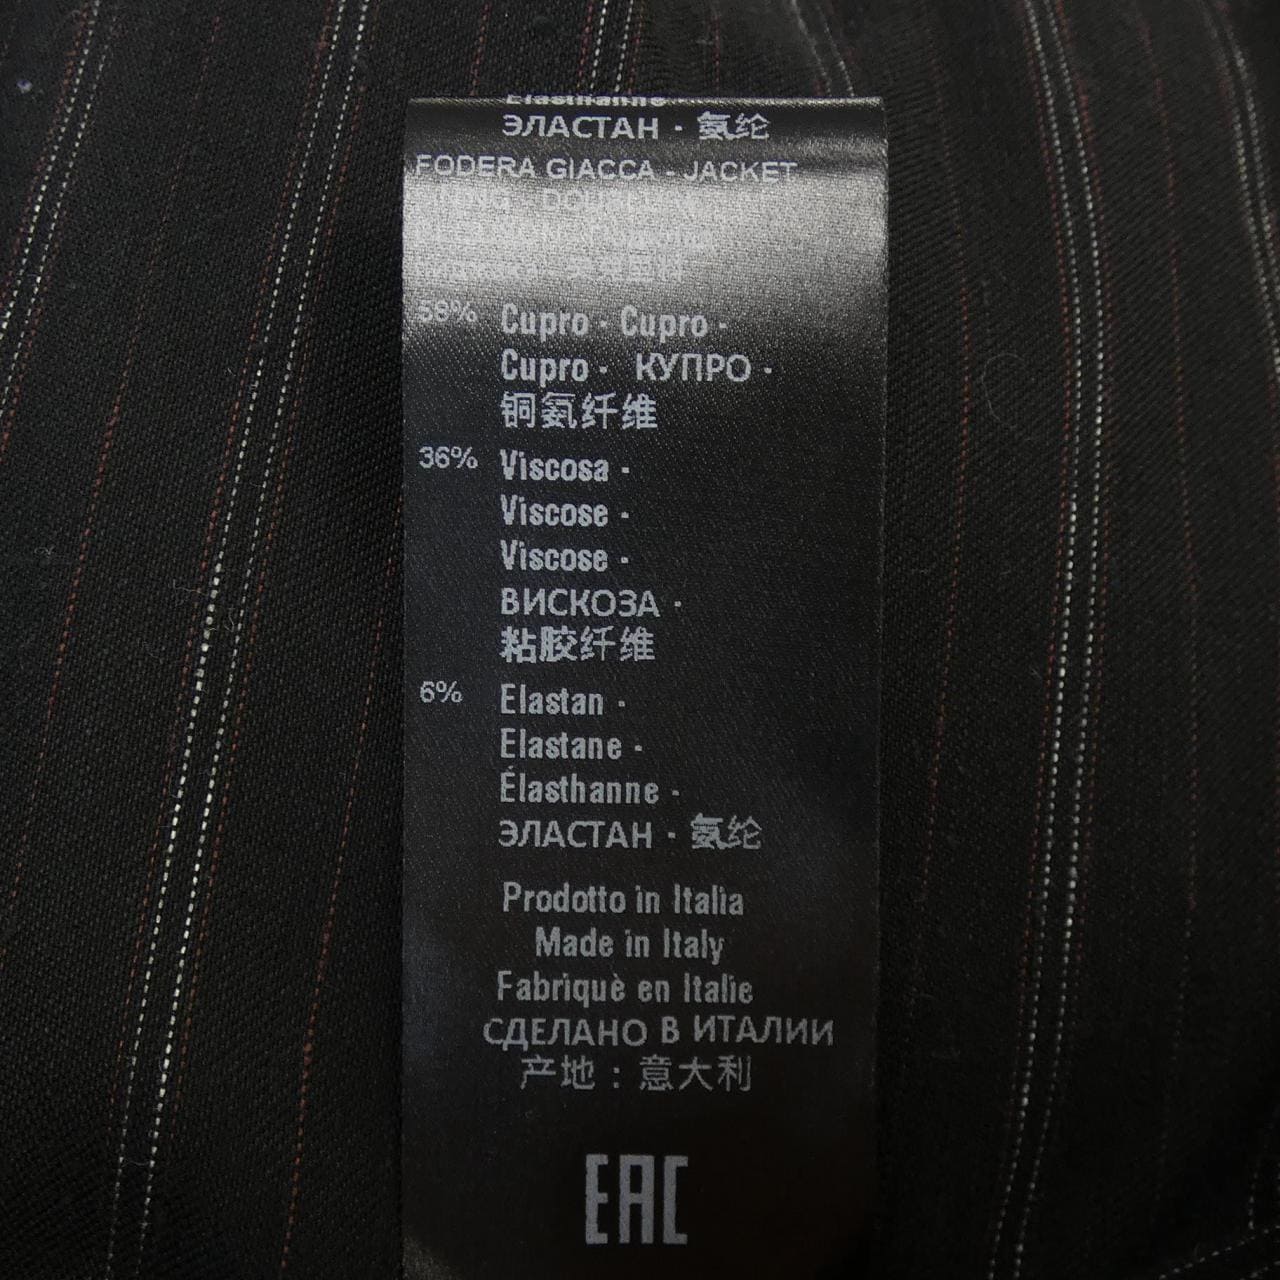 Elasthanne ·
ЭЛАСТАН · 氨纶
FODERA GIACCA - JACKET
58% Cupro · Cupro ·
Cupro · КУПРО ·
铜氨纤维
36% Viscosa ·
Viscose ·
Viscose ·
ВИСКОЗА ·
粘胶纤维
6% Elastan ·
Elastane ·
Élasthanne ·
ЭЛАСТАН · 氨纶
Prodotto in Italia
Made in Italy
Fabriquè en Italie
СДЕЛАНО В ИТАЛИИ
产地：意大利
EAC